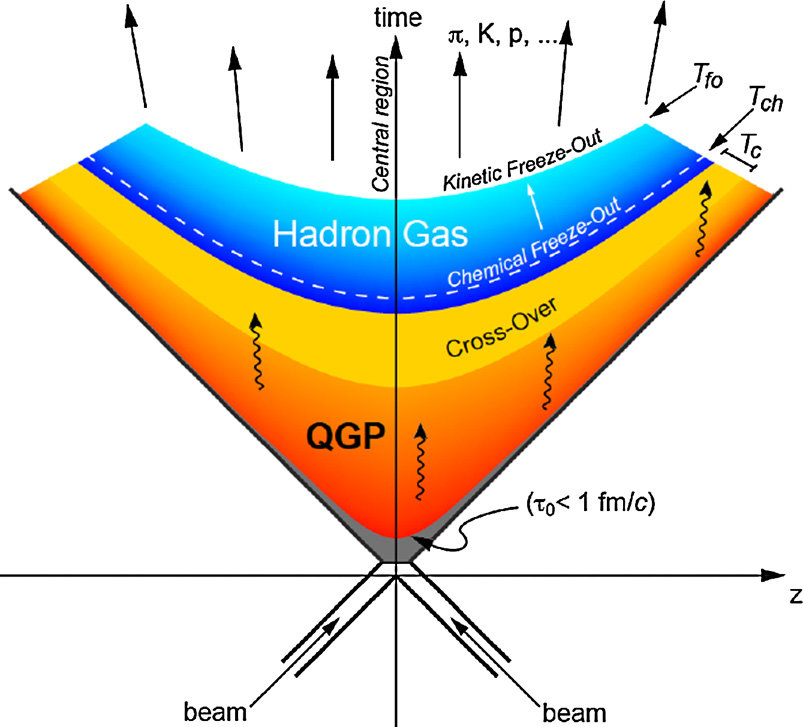 time
π, K, p, ...
Central region
T_fo
T_ch
T_c
Kinetic Freeze-Out
Hadron Gas
Chemical Freeze-Out
Cross-Over
QGP
(τ₀< 1 fm/c)
z
beam
beam